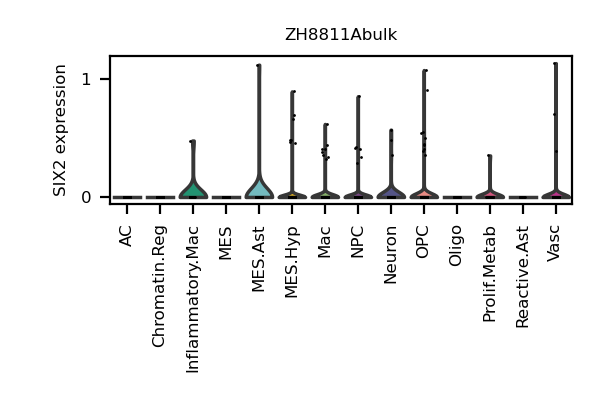 ZH8811Abulk
SIX2 expression
1
0
AC
Chromatin.Reg
Inflammatory.Mac
MES
MES.Ast
MES.Hyp
Mac
NPC
Neuron
OPC
Oligo
Prolif.Metab
Reactive.Ast
Vasc